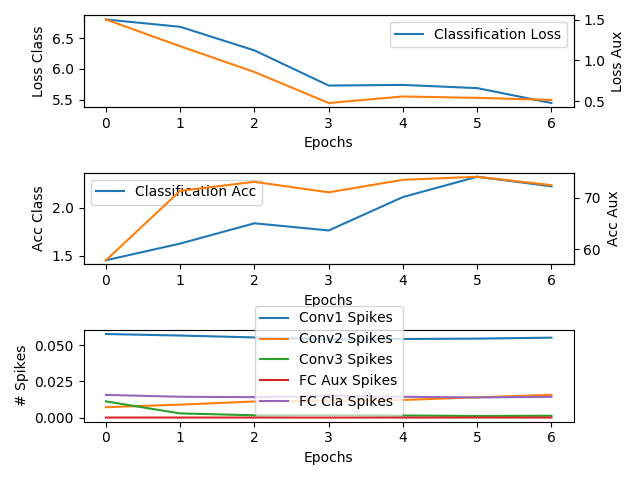 Loss Class
6.5
6.0
5.5
Classification Loss
1.5
1.0
0.5
Loss Aux
0 1 2 3 4 5 6
Epochs
Acc Class
2.0
1.5
Classification Acc
70
60
Acc Aux
0 1 2 3 4 5 6
Epochs
# Spikes
0.050
0.025
0.000
Conv1 Spikes
Conv2 Spikes
Conv3 Spikes
FC Aux Spikes
FC Cla Spikes
0 1 2 3 4 5 6
Epochs